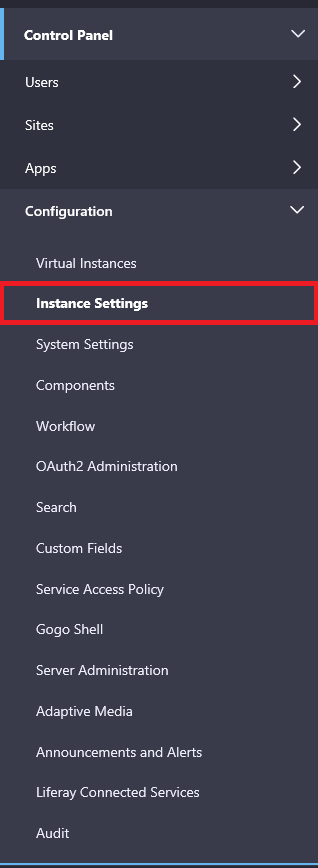 Control Panel
Users
Sites
Apps
Configuration
Virtual Instances
Instance Settings
System Settings
Components
Workflow
OAuth2 Administration
Search
Custom Fields
Service Access Policy
Gogo Shell
Server Administration
Adaptive Media
Announcements and Alerts
Liferay Connected Services
Audit